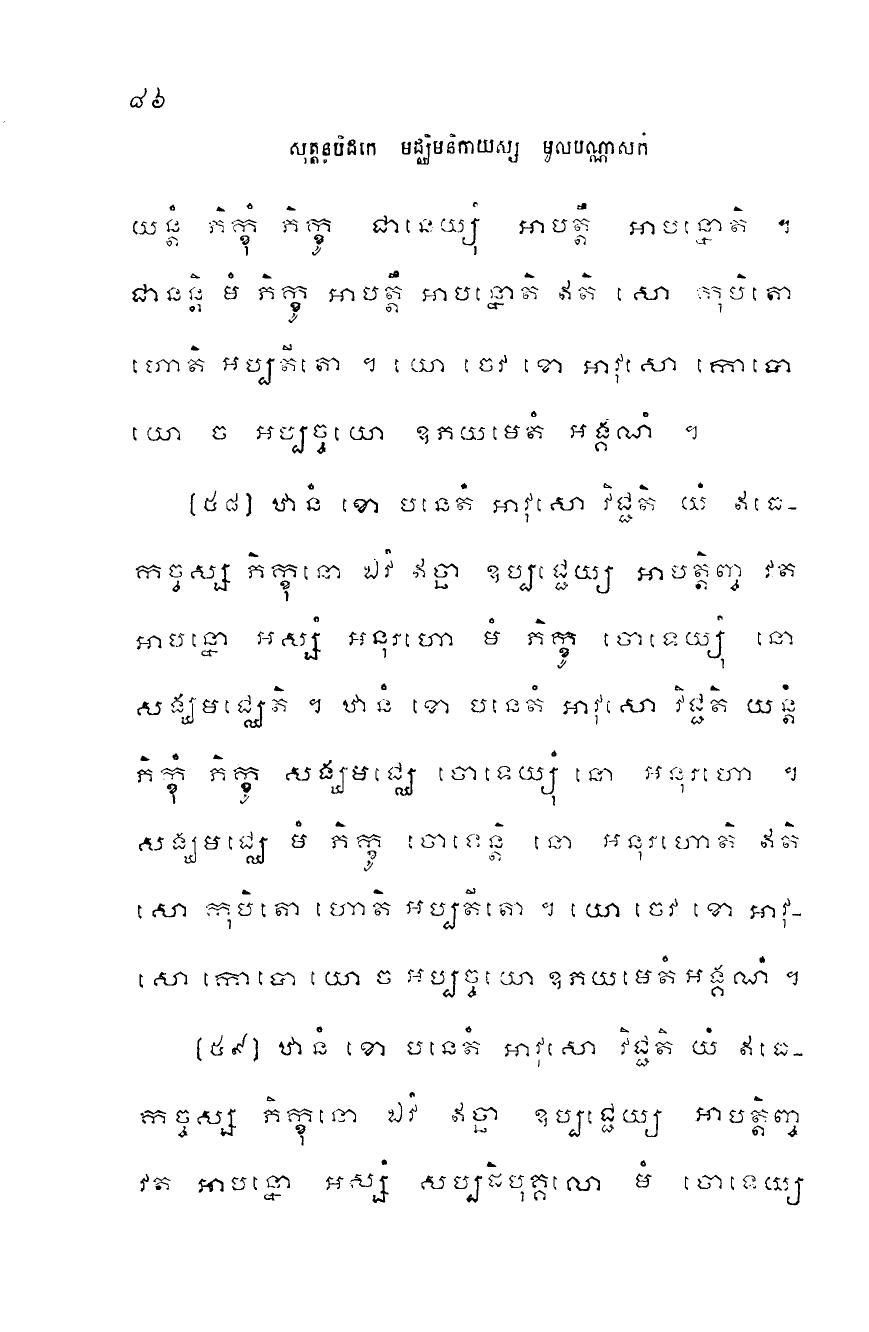 ៨៦
សុត្តន្តបិដកេ មជ្ឈិមនិកាយស្ស មូលបណ្ណាសកំ
យន្តំ ភិក្ខុំ ភិក្ខូ ជានេយ្យុំ អាបត្តឹ អាបន្នោតិ ។
ជានន្តិ មំ ភិក្ខូ អាបត្តឹ អាបន្នោតិ ឥតិ សោ កុបិតោ
ហោតិ អប្បតីតោ ។ យោ ចេវ ខោ អាវុសោ កោបោ
យោ ច អប្បច្ចយោ ឧភយមេតំ អង្គណំ ។
(៥៨) ឋានំ ខោ បនេតំ អាវុសោ វិជ្ជតិ យំ ឥធេ-
កច្ចស្ស ភិក្ខុនោ ឯវំ ឥច្ឆា ឧប្បជ្ជេយ្យ អាបត្តិញ្ច វត
អាបន្នោ អស្សំ អនុរហោ មំ ភិក្ខូ ចោទេយ្យុំ នោ
សង្ឃមជ្ឈេតិ ។ ឋានំ ខោ បនេតំ អាវុសោ វិជ្ជតិ យន្តំ
ភិក្ខុំ ភិក្ខូ សង្ឃមជ្ឈេ ចោទេយ្យុំ នោ អនុរហោ ។
សង្ឃមជ្ឈេ មំ ភិក្ខូ ចោទេន្តិ នោ អនុរហោតិ ឥតិ
សោ កុបិតោ ហោតិ អប្បតីតោ ។ យោ ចេវ ខោ អាវុ-
សោ កោបោ យោ ច អប្បច្ចយោ ឧភយមេតំ អង្គណំ ។
(៥៩) ឋានំ ខោ បនេតំ អាវុសោ វិជ្ជតិ យំ ឥធេ-
កច្ចស្ស ភិក្ខុនោ ឯវំ ឥច្ឆា ឧប្បជ្ជេយ្យ អាបត្តិញ្ច
វត អាបន្នោ អស្សំ សប្បដិបុគ្គលោ មំ ចោទេយ្យ